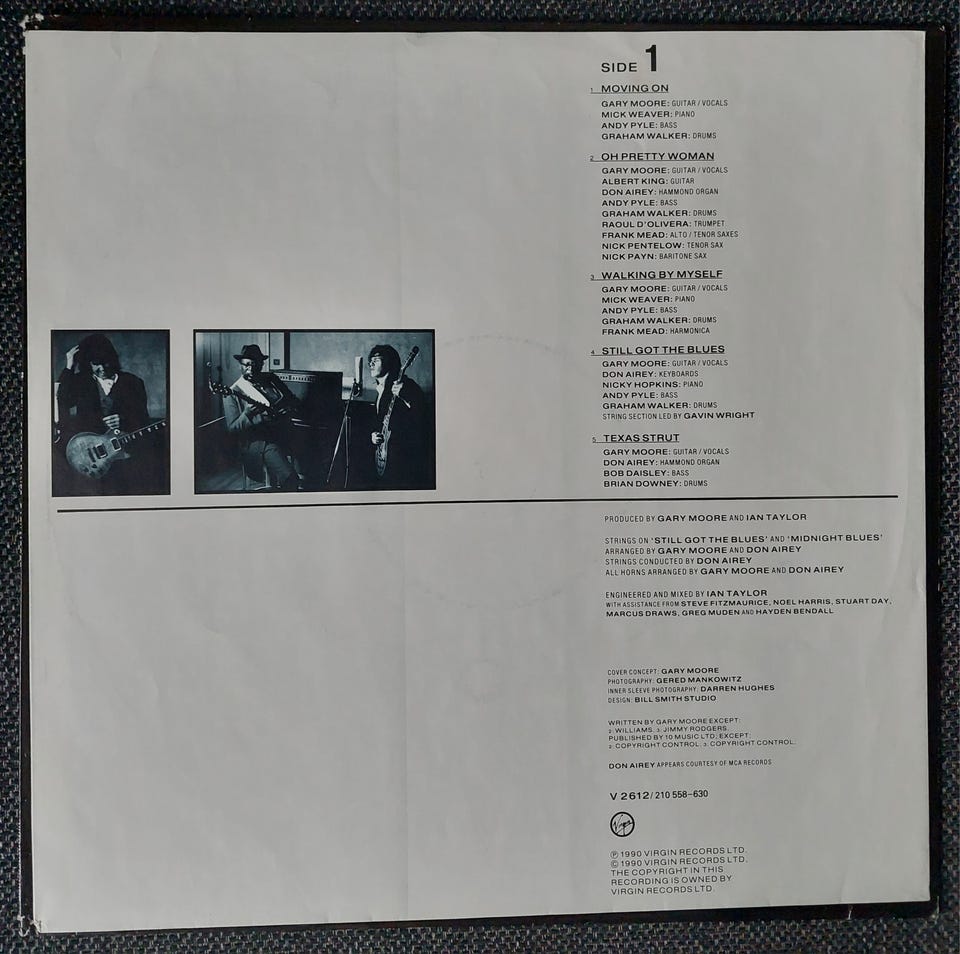 SIDE 1
1 MOVING ON
GARY MOORE: GUITAR / VOCALS
MICK WEAVER: PIANO
ANDY PYLE: BASS
GRAHAM WALKER: DRUMS
2 OH PRETTY WOMAN
GARY MOORE: GUITAR / VOCALS
ALBERT KING: GUITAR
DON AIREY: HAMMOND ORGAN
ANDY PYLE: BASS
GRAHAM WALKER: DRUMS
RAOUL D'OLIVERA: TRUMPET
FRANK MEAD: ALTO / TENOR SAXES
NICK PENTELOW: TENOR SAX
NICK PAYN: BARITONE SAX
3 WALKING BY MYSELF
GARY MOORE: GUITAR / VOCALS
MICK WEAVER: PIANO
ANDY PYLE: BASS
GRAHAM WALKER: DRUMS
FRANK MEAD: HARMONICA
4 STILL GOT THE BLUES
GARY MOORE: GUITAR / VOCALS
DON AIREY: KEYBOARDS
NICKY HOPKINS: PIANO
ANDY PYLE: BASS
GRAHAM WALKER: DRUMS
STRING SECTION LED BY GAVIN WRIGHT
5 TEXAS STRUT
GARY MOORE: GUITAR / VOCALS
DON AIREY: HAMMOND ORGAN
BOB DAISLEY: BASS
BRIAN DOWNEY: DRUMS
PRODUCED BY GARY MOORE AND IAN TAYLOR
STRINGS ON 'STILL GOT THE BLUES' AND 'MIDNIGHT BLUES'
ARRANGED BY GARY MOORE AND DON AIREY
STRINGS CONDUCTED BY DON AIREY
ALL HORNS ARRANGED BY GARY MOORE AND DON AIREY
ENGINEERED AND MIXED BY IAN TAYLOR
WITH ASSISTANCE FROM STEVE FITZMAURICE, NOEL HARRIS, STUART DAY,
MARCUS DRAWS, GREG MUDEN AND HAYDEN BENDALL
COVER CONCEPT: GARY MOORE
PHOTOGRAPHY: GERED MANKOWITZ
INNER SLEEVE PHOTOGRAPHY: DARREN HUGHES
DESIGN: BILL SMITH STUDIO
WRITTEN BY GARY MOORE EXCEPT:
2: WILLIAMS, 3: JIMMY RODGERS.
PUBLISHED BY 10 MUSIC LTD; EXCEPT:
2: COPYRIGHT CONTROL, 3: COPYRIGHT CONTROL.
DON AIREY APPEARS COURTESY OF MCA RECORDS
V 2612 / 210 558-630
Virgin
℗ 1990 VIRGIN RECORDS LTD.
© 1990 VIRGIN RECORDS LTD.
THE COPYRIGHT IN THIS
RECORDING IS OWNED BY
VIRGIN RECORDS LTD.